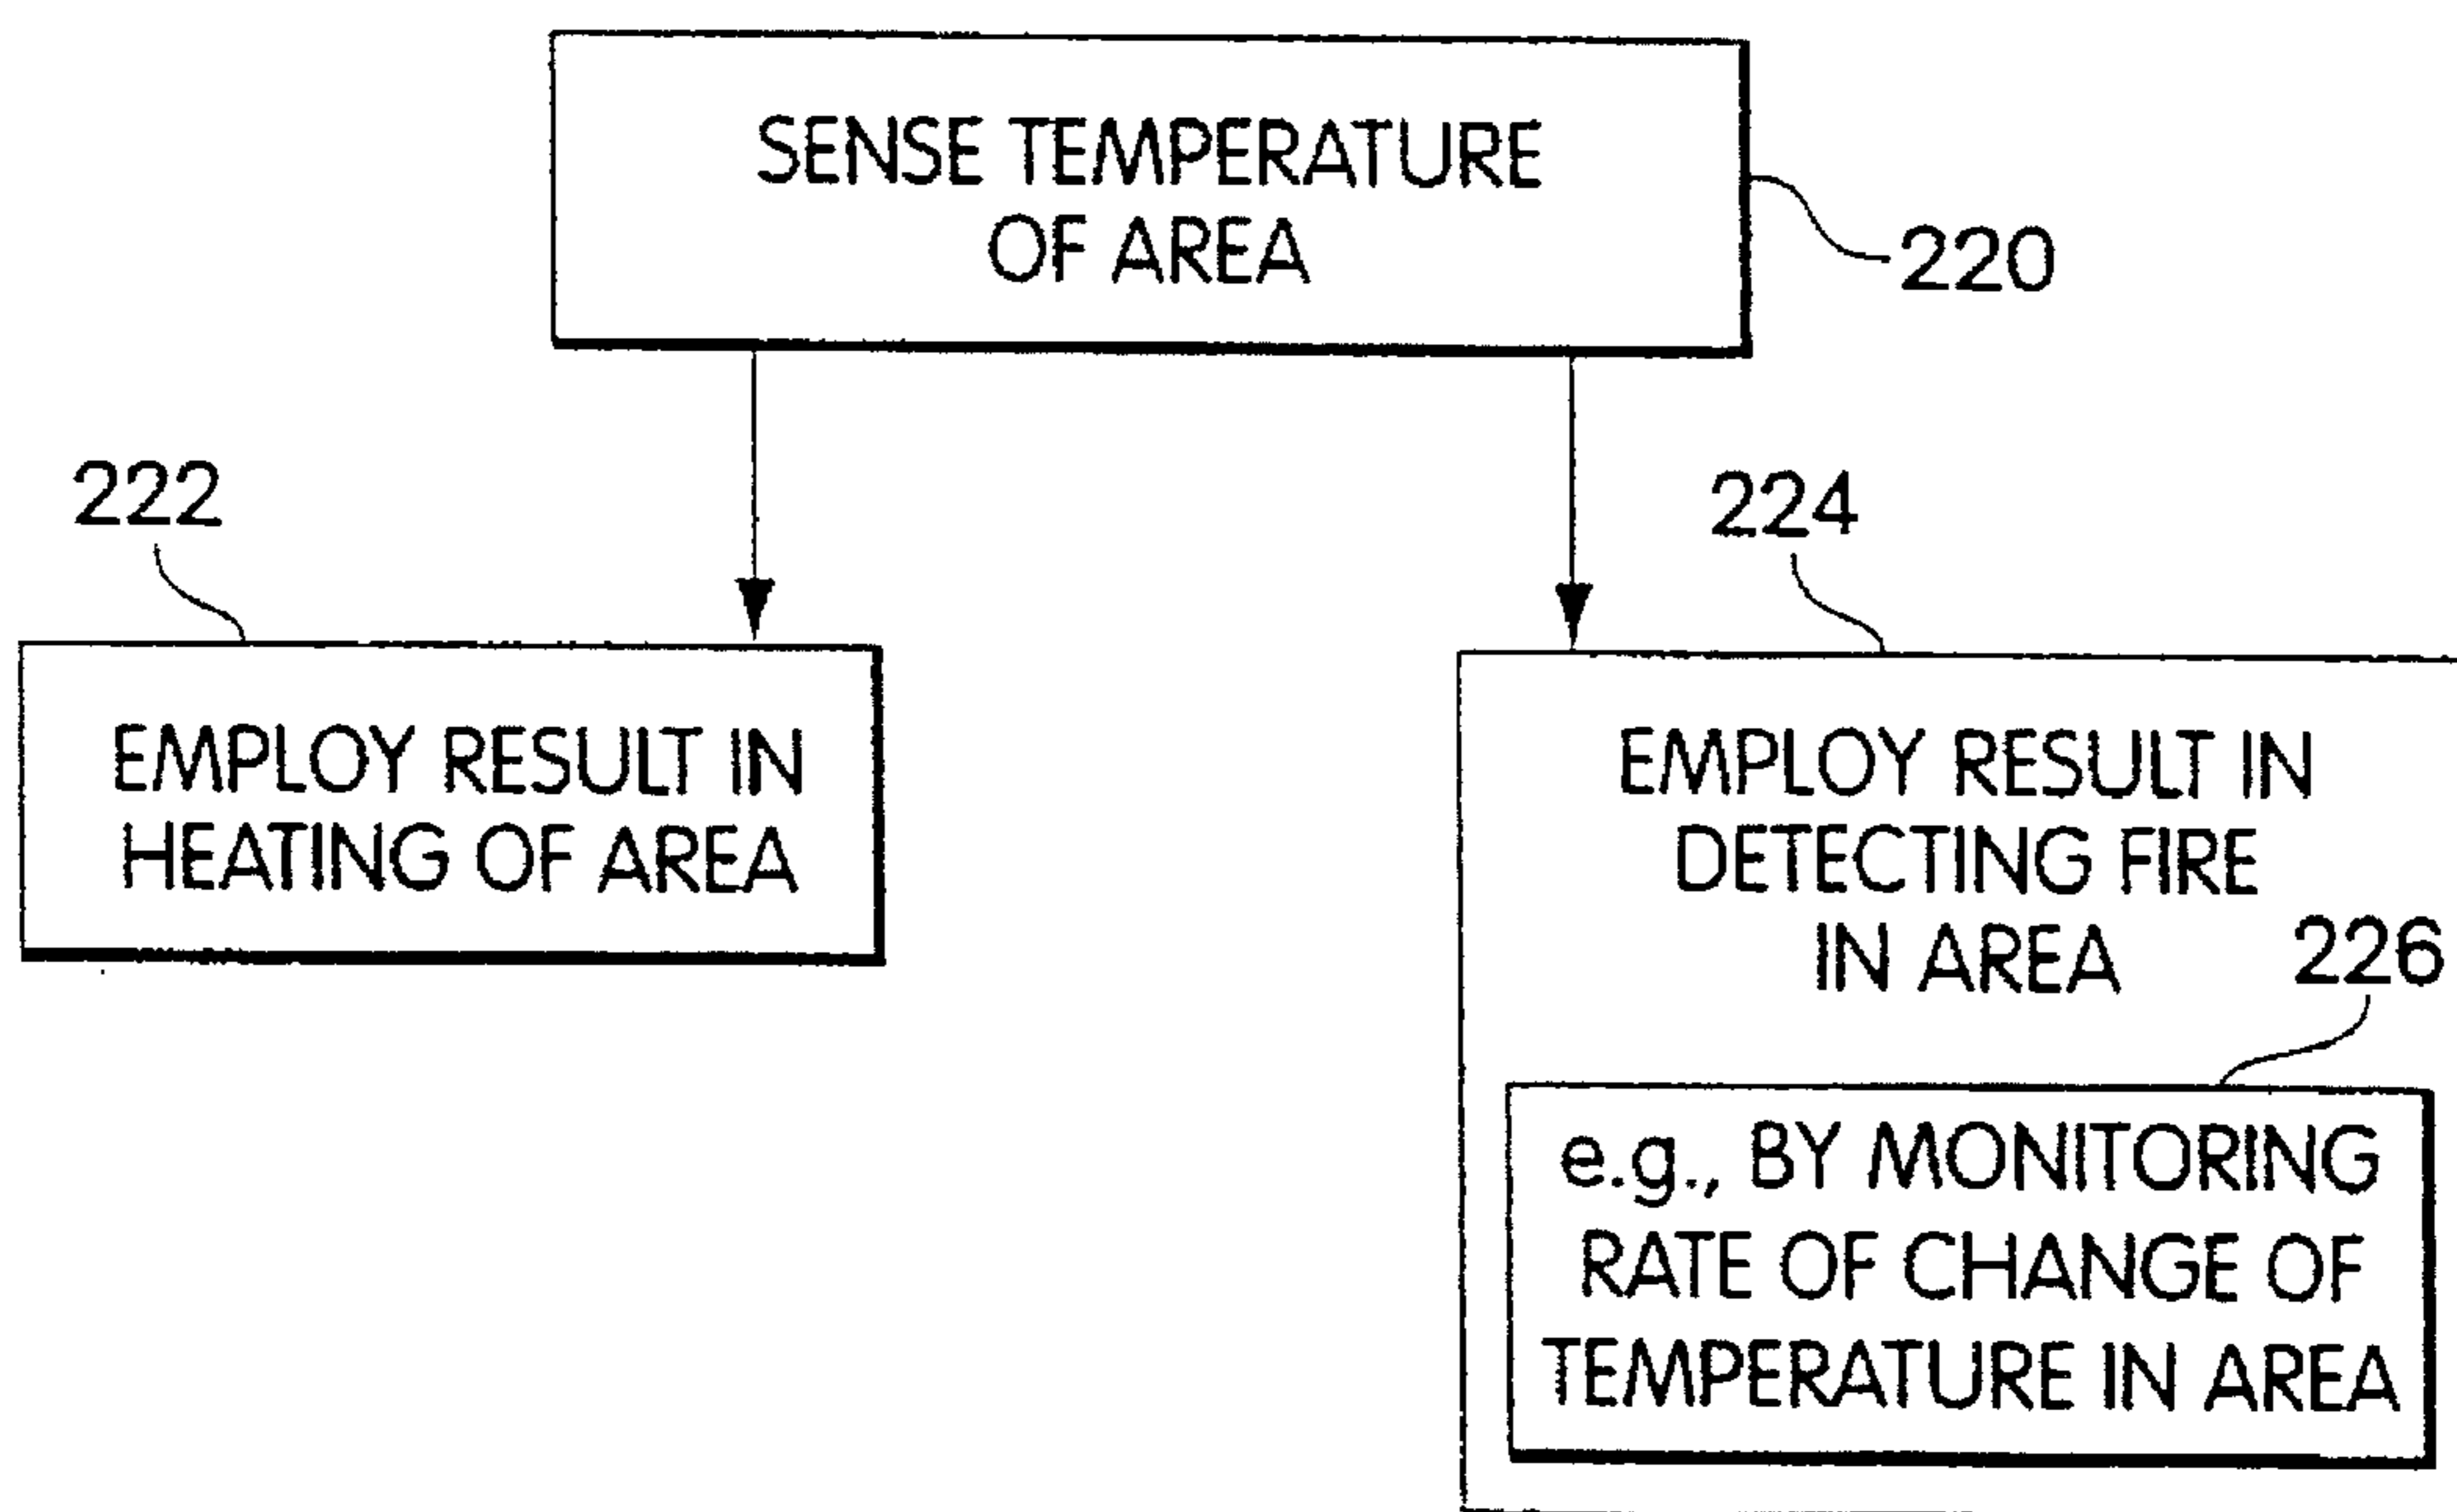 SENSE TEMPERATURE
OF AREA
220
222
224
EMPLOY RESULT IN
HEATING OF AREA
EMPLOY RESULT IN
DETECTING FIRE
IN AREA
226
e.g., BY MONITORING
RATE OF CHANGE OF
TEMPERATURE IN AREA